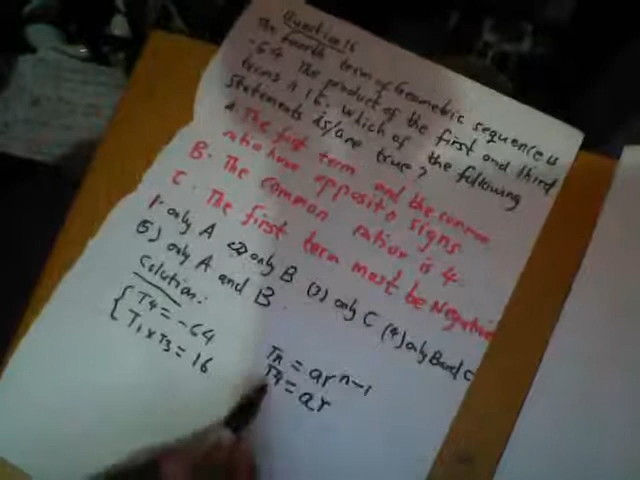 Question 16
The fourth term of Geometric sequence is
-64. The product of the first and third
terms is 16. Which of the following
statements is/are true?
A. The first term and the common
ratio have opposite signs
B. The common ratio is 4
C. The first term must be Negative
1. only A (2) only B (3) only C (4) only B and C
(5) only A and B
Solution:
T4 = -64
T1 x T3 = 16
Tn = ar n-1
T4 = ar